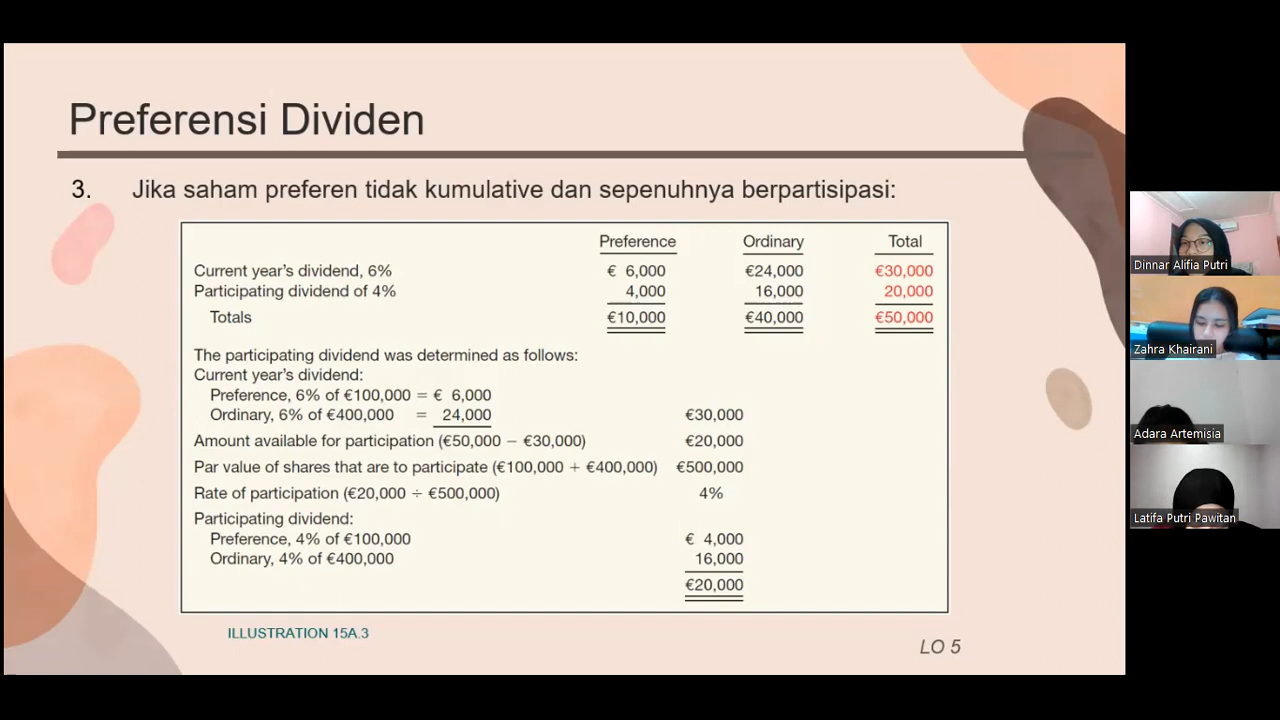 Preferensi Dividen
3. Jika saham preferen tidak kumulative dan sepenuhnya berpartisipasi:
Preference Ordinary Total
Current year's dividend, 6% € 6,000 €24,000 €30,000
Participating dividend of 4% 4,000 16,000 20,000
Totals €10,000 €40,000 €50,000
The participating dividend was determined as follows:
Current year's dividend:
Preference, 6% of €100,000 = € 6,000
Ordinary, 6% of €400,000 = 24,000 €30,000
Amount available for participation (€50,000 − €30,000) €20,000
Par value of shares that are to participate (€100,000 + €400,000) €500,000
Rate of participation (€20,000 ÷ €500,000) 4%
Participating dividend:
Preference, 4% of €100,000 € 4,000
Ordinary, 4% of €400,000 16,000
€20,000
ILLUSTRATION 15A.3
LO 5
Dinnar Alifia Putri
Zahra Khairani
Adara Artemisia
Latifa Putri Pawitan